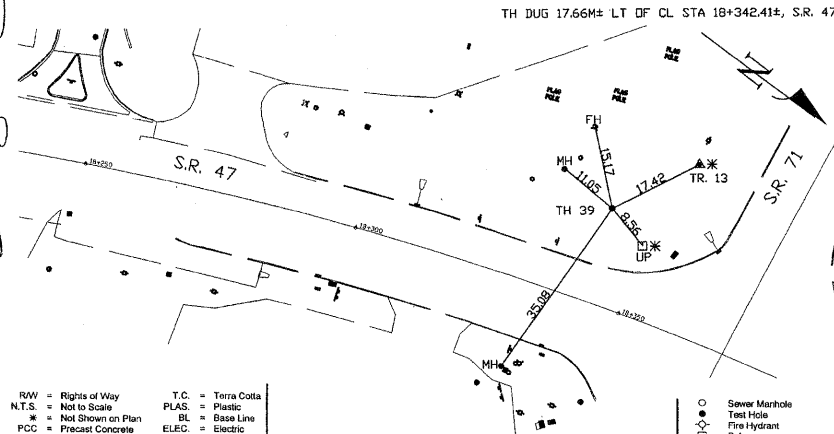 TH DUG 17.66M± LT OF CL STA 18+342.41±, S.R. 47
PLAS
POLE
PLAS
POLE
PLAS
POLE
N
FH
15.17
MH
11.05
17.42
TR. 13
S.R. 71
18+250
S.R. 47
TH 39
8.56
UP
18+300
35.08
18+350
MH
R/W = Rights of Way
N.T.S. = Not to Scale
* = Not Shown on Plan
PCC = Precast Concrete
T.C. = Terra Cotta
PLAS. = Plastic
BL = Base Line
ELEC. = Electric
Sewer Manhole
Test Hole
Fire Hydrant